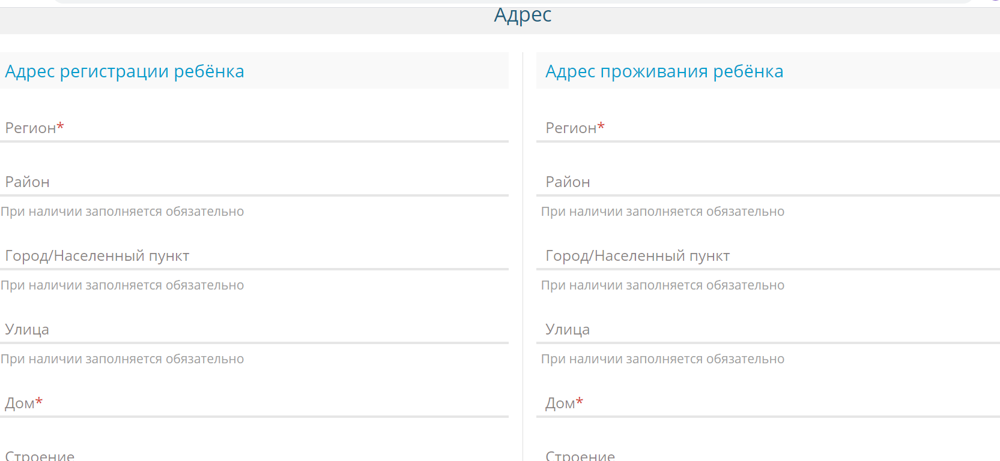 Адрес
Адрес регистрации ребёнка
Регион*
Район
При наличии заполняется обязательно
Город/Населенный пункт
При наличии заполняется обязательно
Улица
При наличии заполняется обязательно
Дом*
Строение
Адрес проживания ребёнка
Регион*
Район
При наличии заполняется обязательно
Город/Населенный пункт
При наличии заполняется обязательно
Улица
При наличии заполняется обязательно
Дом*
Строение